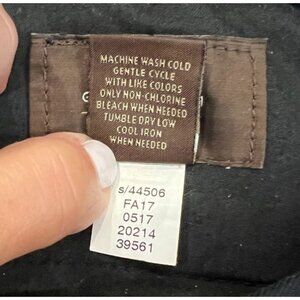 MACHINE WASH COLD
GENTLE CYCLE
WITH LIKE COLORS
ONLY NON-CHLORINE
BLEACH WHEN NEEDED
TUMBLE DRY LOW
COOL IRON
WHEN NEEDED
s/44506
FA17
0517
20214
39561